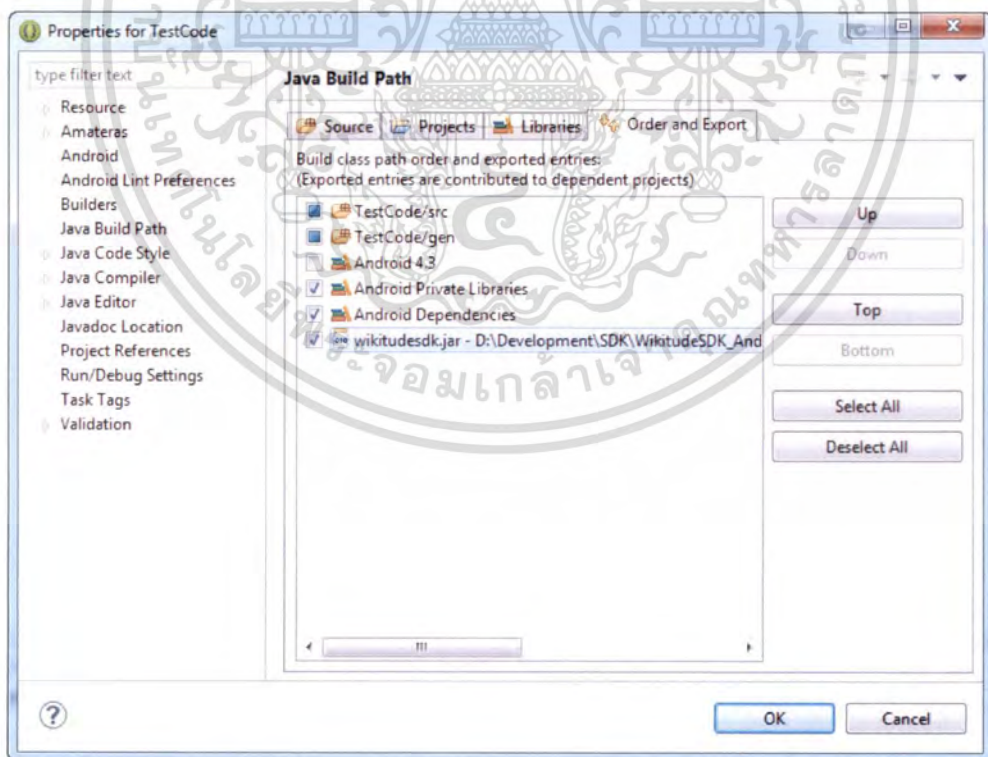 Properties for TestCode
type filter text
Resource
Amateras
Android
Android Lint Preferences
Builders
Java Build Path
Java Code Style
Java Compiler
Java Editor
Javadoc Location
Project References
Run/Debug Settings
Task Tags
Validation
Java Build Path
Source
Projects
Libraries
Order and Export
Build class path order and exported entries:
(Exported entries are contributed to dependent projects)
TestCode/src
TestCode/gen
Android 4.3
Android Private Libraries
Android Dependencies
wikitudesdk.jar - D:\Development\SDK\WikitudeSDK_And
Up
Down
Top
Bottom
Select All
Deselect All
OK
Cancel